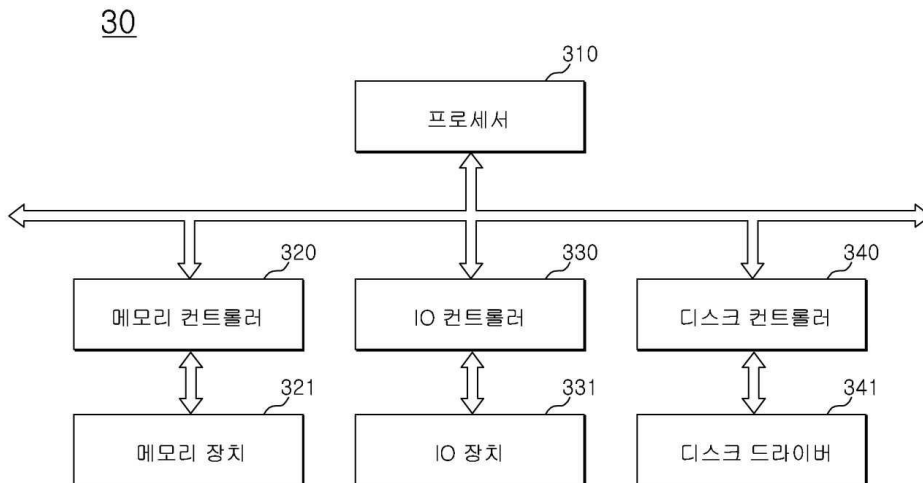 30
310
프로세서
320
330
340
메모리 컨트롤러
IO 컨트롤러
디스크 컨트롤러
321
331
341
메모리 장치
IO 장치
디스크 드라이버